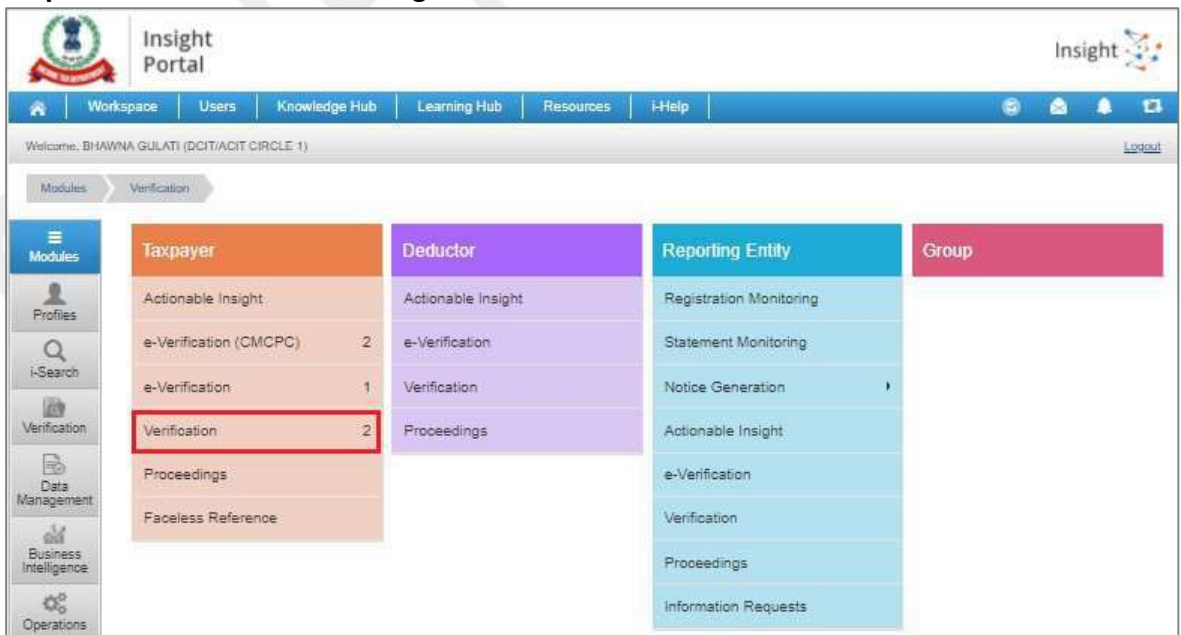 Insight
Portal
Insight
Workspace Users Knowledge Hub Learning Hub Resources i-Help
Welcome, BHAWNA GULATI (DCIT/ACIT CIRCLE 1) Logout
Modules Verification
Modules
Profiles
i-Search
Verification
Data
Management
Business
Intelligence
Operations
Taxpayer
Actionable Insight
e-Verification (CMCPC) 2
e-Verification 1
Verification 2
Proceedings
Faceless Reference
Deductor
Actionable Insight
e-Verification
Verification
Proceedings
Reporting Entity
Registration Monitoring
Statement Monitoring
Notice Generation
Actionable Insight
e-Verification
Verification
Proceedings
Information Requests
Group